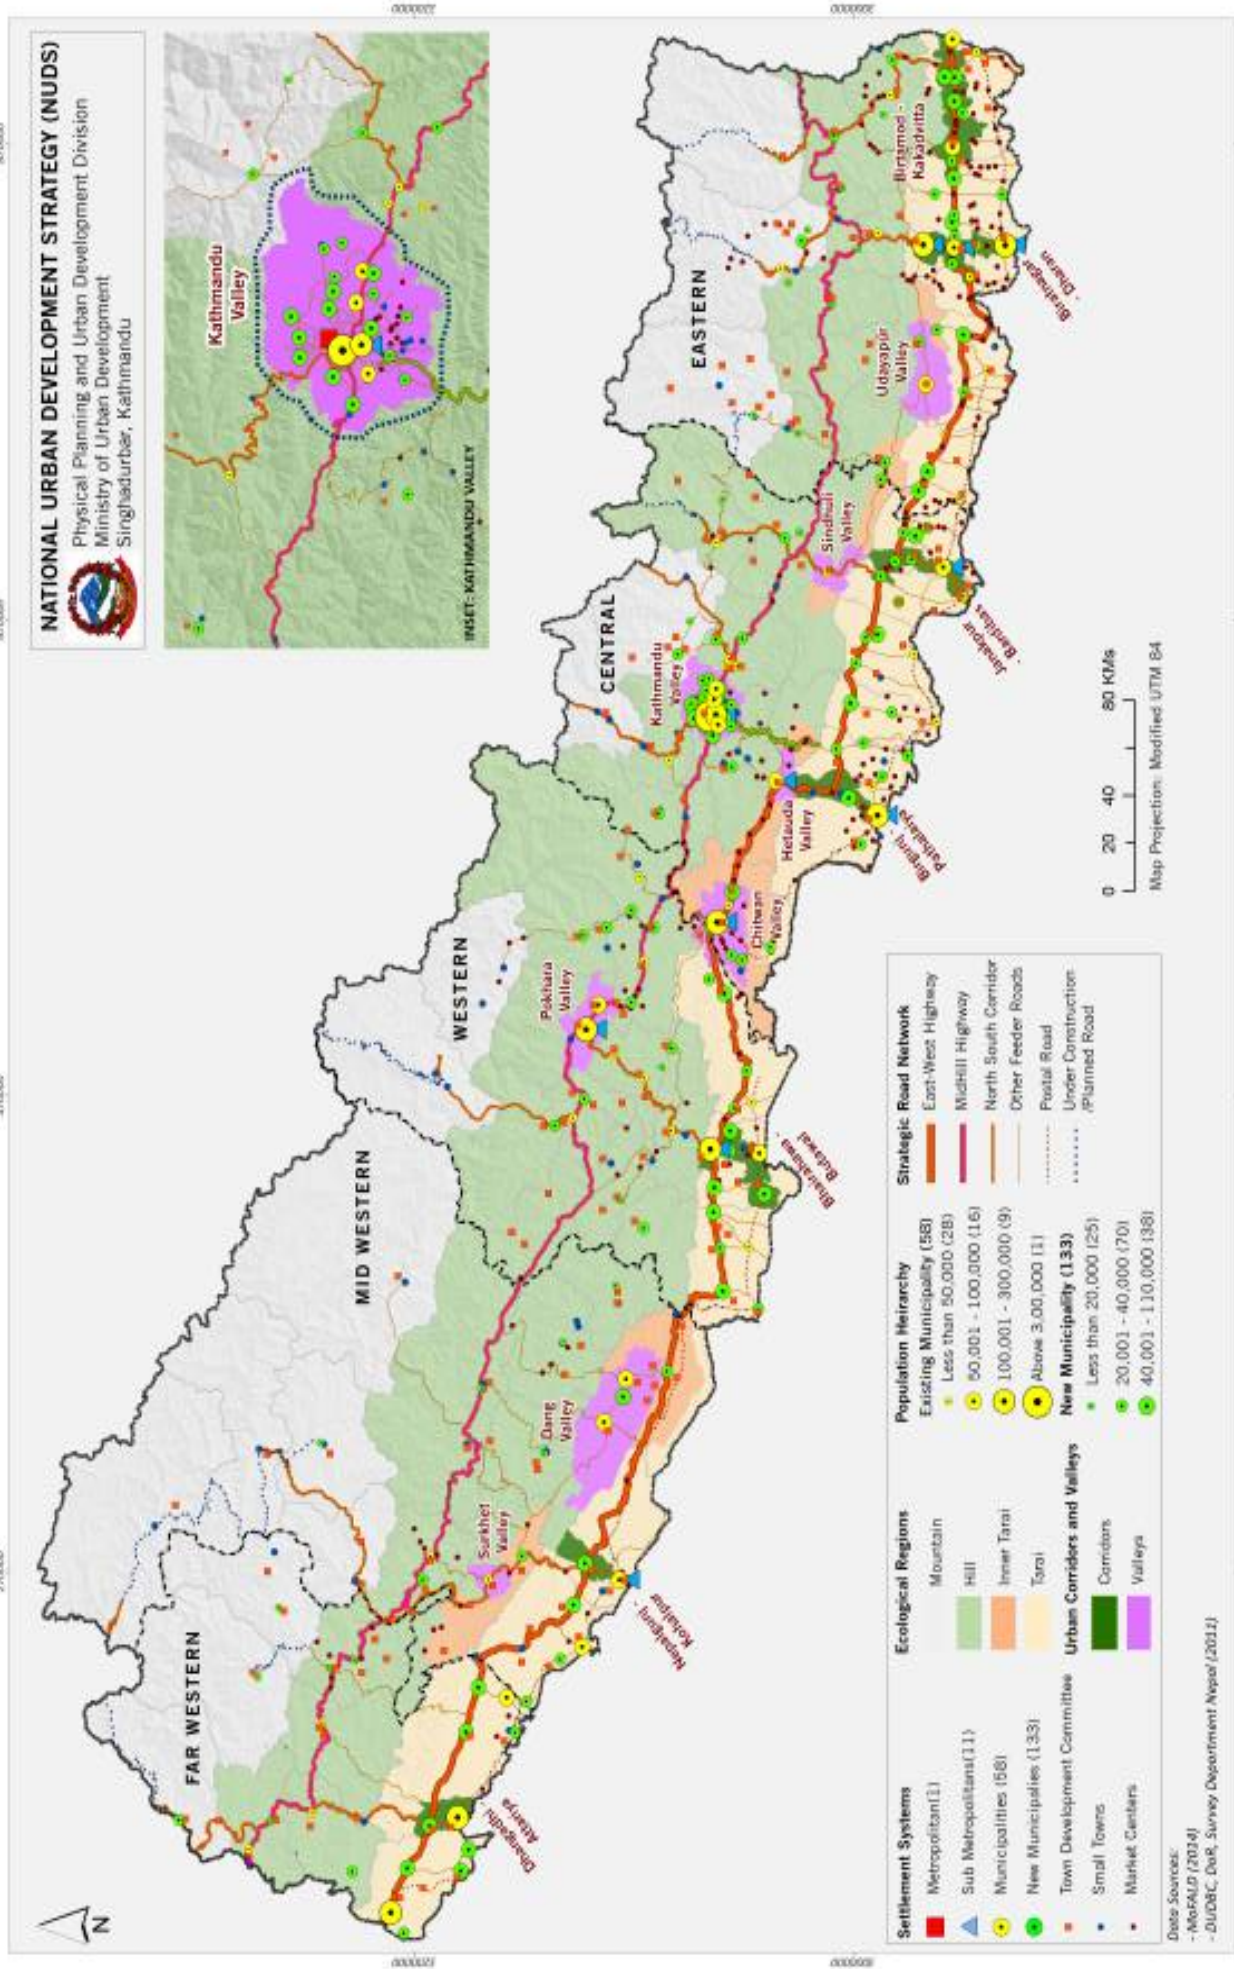 NATIONAL URBAN DEVELOPMENT STRATEGY (NUDS)
Physical Planning and Urban Development Division
Ministry of Urban Development
Singhadurbar, Kathmandu
Kathmandu
Valley
INSET: KATHMANDU VALLEY
N
FAR WESTERN
MID WESTERN
WESTERN
CENTRAL
EASTERN
Surkhet
Valley
Dang
Valley
Pokhara
Valley
Chitwan
Valley
Hetauda
Valley
Kathmandu
Valley
Sindhuli
Valley
Udayapur
Valley
Birtamod -
Kakadvitta
Dhangadhi -
Attariya
Nepalgunj -
Kohalpur
Bhairahawa -
Butawal
Birgunj -
Pathalaiya
Janakpur
- Bardibas
Biratnagar
- Dharan
0 20 40 80 KMs
Map Projection: Modified UTM 84
Settlement Systems
Metropolitan(1)
Sub Metropolitans(11)
Municipalities (58)
New Municipalies (133)
Town Development Committee
Small Towns
Market Centers
Ecological Regions
Mountain
Hill
Inner Tarai
Tarai
Urban Corridors and Valleys
Corridors
Valleys
Population Heirarchy
Existing Municipality (58)
Less than 50,000 (28)
50,001 - 100,000 (16)
100,001 - 300,000 (9)
Above 3,00,000 (1)
New Municipality (133)
Less than 20,000 (25)
20,001 - 40,000 (70)
40,001 - 110,000 (38)
Strategic Road Network
East-West Highway
MidHill Highway
North South Corridor
Other Feeder Roads
Postal Road
Under Construction
/Planned Road
Data Sources:
- MoFALD (2014)
- DUDBC, DoR, Survey Department Nepal (2011)